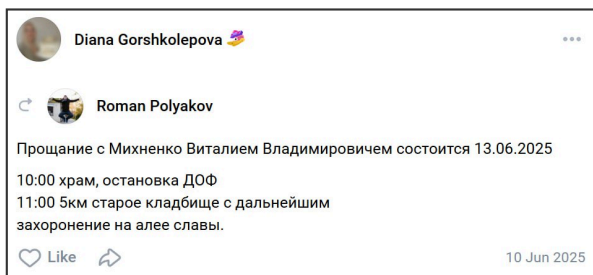 Diana Gorshkolepova
Roman Polyakov
Прощание с Михненко Виталием Владимировичем состоится 13.06.2025
10:00 храм, остановка ДОФ
11:00 5км старое кладбище с дальнейшим
захоронение на алее славы.
Like
10 Jun 2025